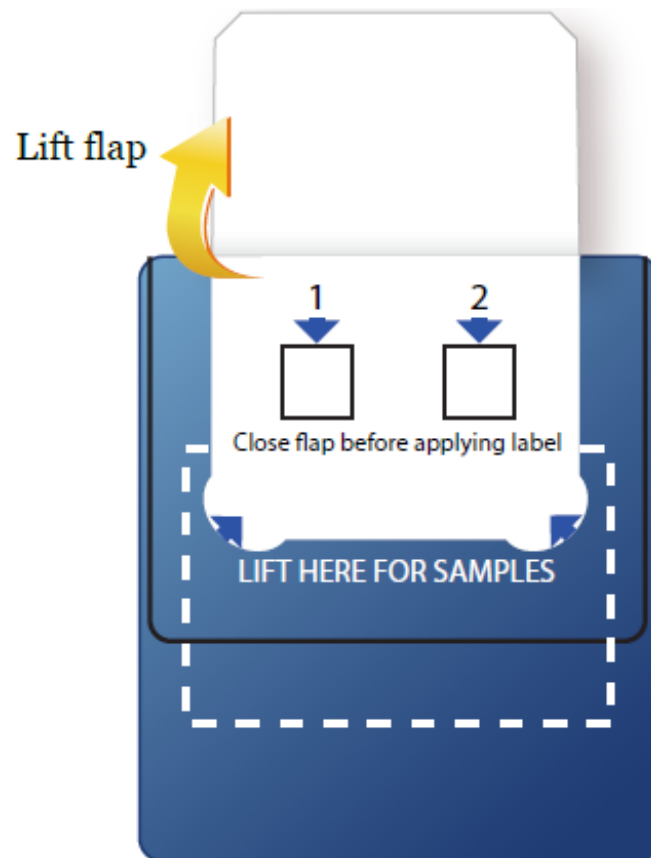 Lift flap
1 2
Close flap before applying label
LIFT HERE FOR SAMPLES